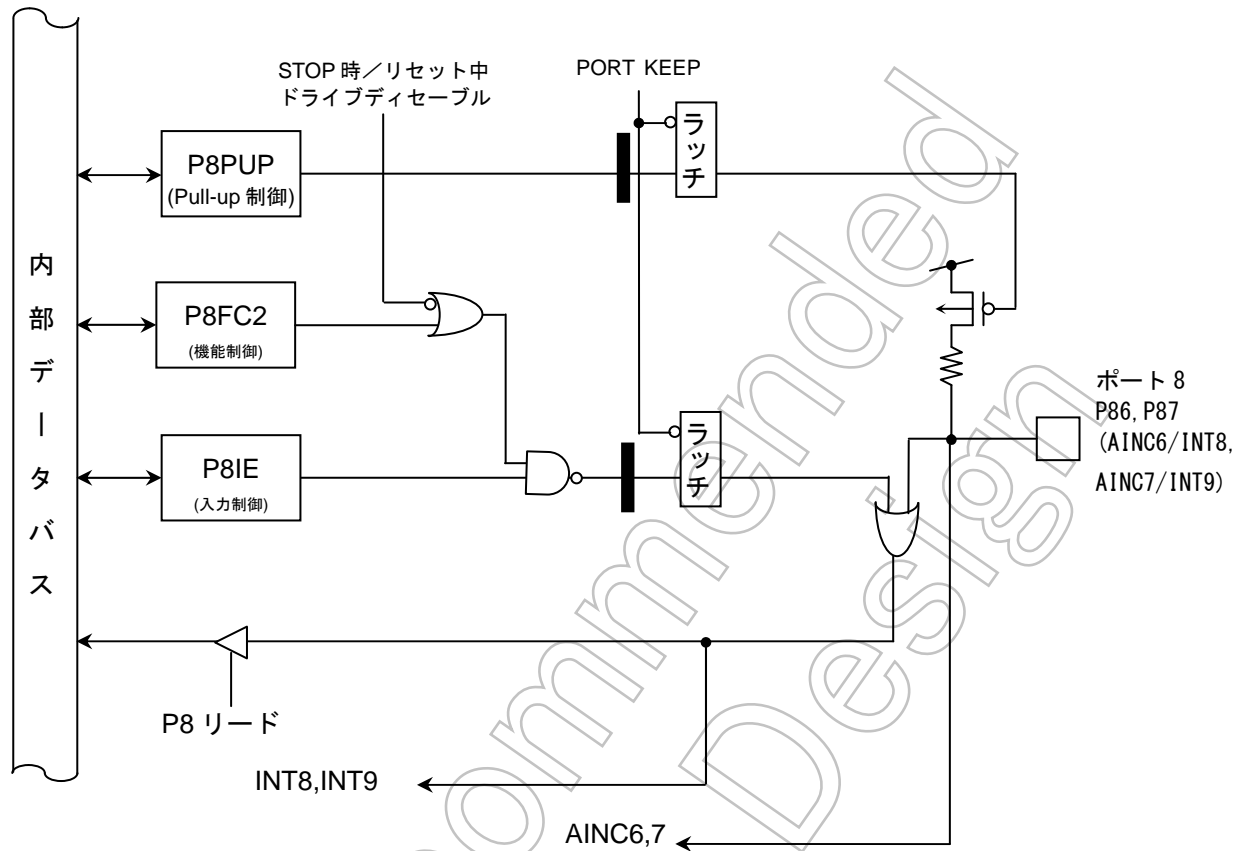 STOP 時／リセット中
ドライブディセーブル
PORT KEEP
ラッチ
P8PUP
(Pull-up 制御)
内部データバス
P8FC2
(機能制御)
ポート 8
P86, P87
(AINC6/INT8,
AINC7/INT9)
ラッチ
P8IE
(入力制御)
P8 リード
INT8,INT9
AINC6,7
ommended
Design